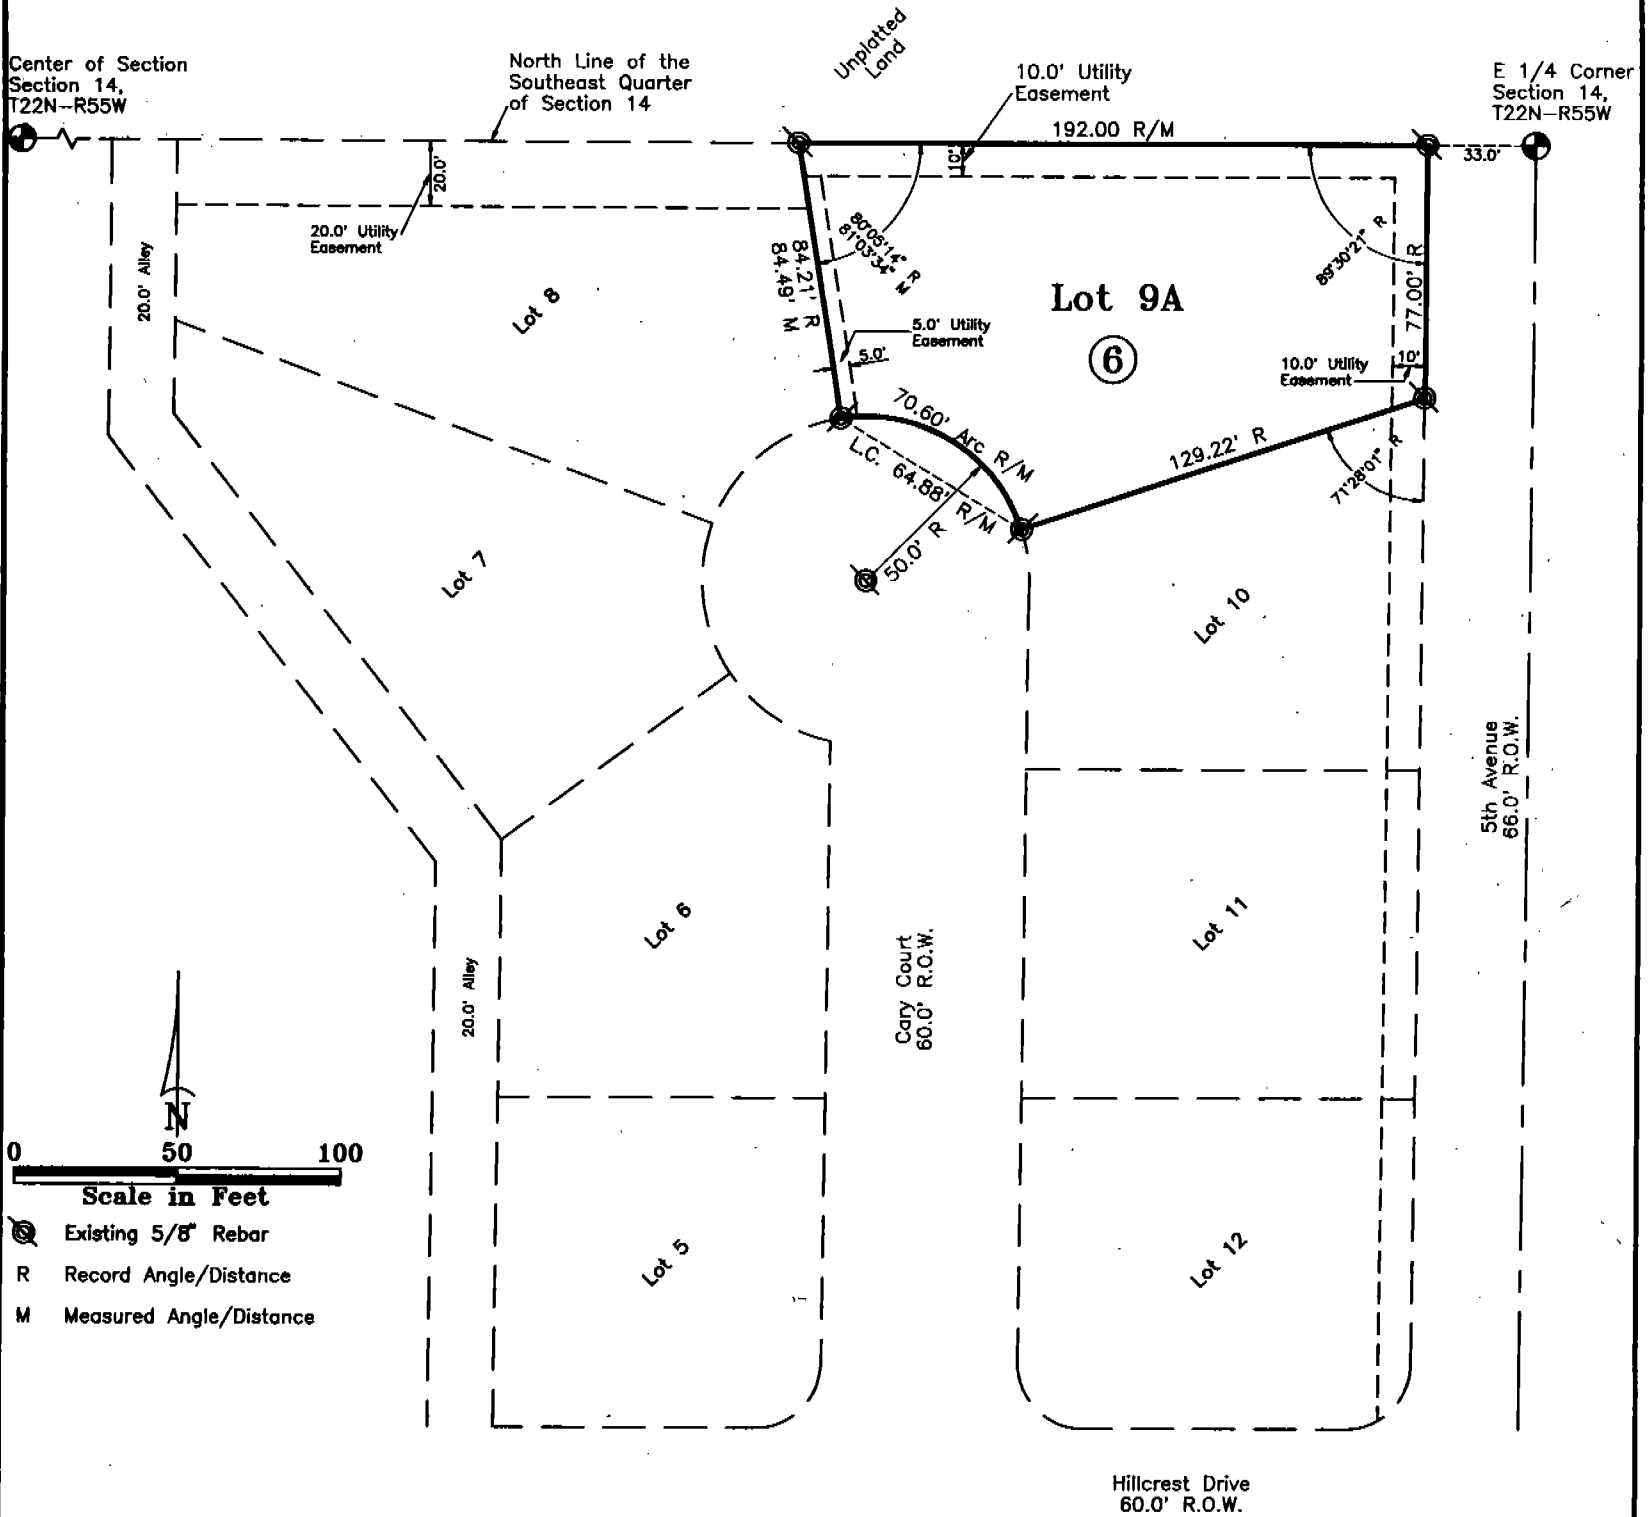 Center of Section
Section 14,
T22N-R55W
North Line of the
Southeast Quarter
of Section 14
Unplatted
Land
10.0' Utility
Easement
E 1/4 Corner
Section 14,
T22N-R55W
192.00 R/M
33.0'
10'
20.0'
20.0' Utility
Easement
20.0' Alley
80°05'14" R
81°03'34" M
84.21' R
84.49' M
89°30'21" R
77.00' R
Lot 8
Lot 9A
6
5.0' Utility
Easement
5.0'
10.0' Utility
Easement
10'
70.60' Arc R/M
L.C. 64.88' R/M
129.22' R
71°28'01" R
50.0' R
Lot 7
Lot 10
5th Avenue
66.0' R.O.W.
Lot 6
Lot 11
20.0' Alley
Cary Court
60.0' R.O.W.
N
0 50 100
Scale in Feet
Existing 5/8" Rebar
R Record Angle/Distance
M Measured Angle/Distance
Lot 5
Lot 12
Hillcrest Drive
60.0' R.O.W.